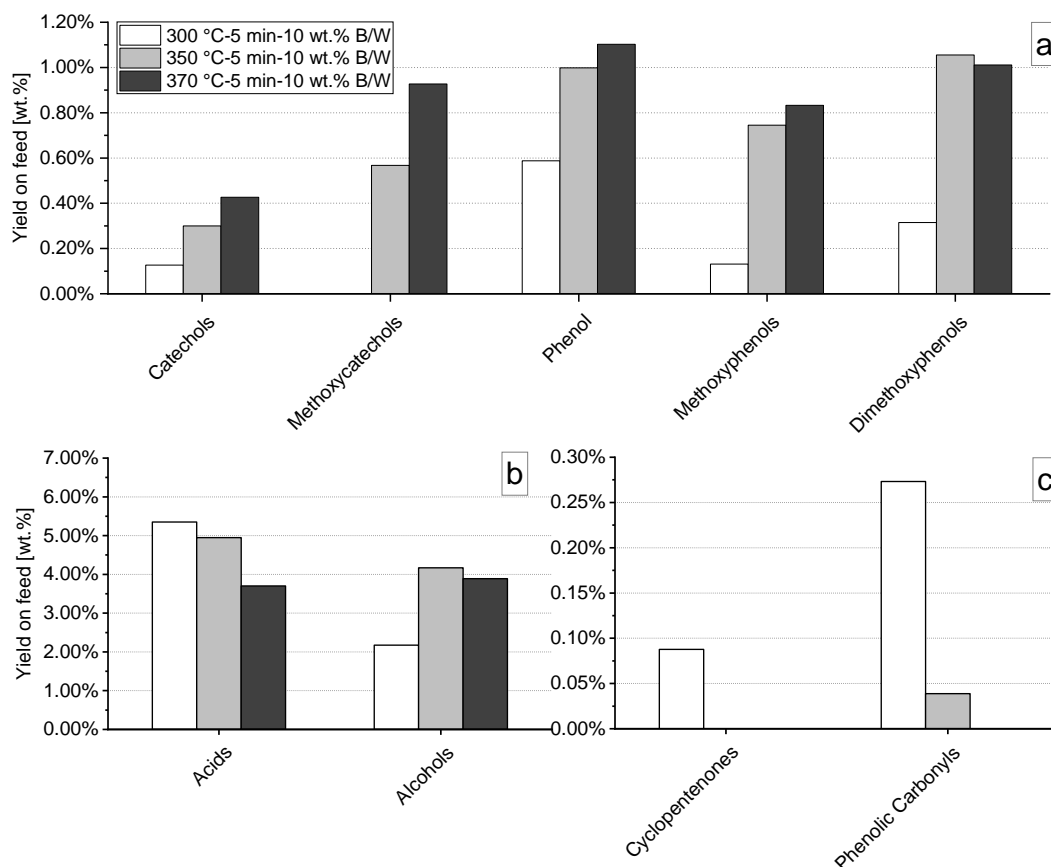 1.20%
1.00%
0.80%
0.60%
0.40%
0.20%
0.00%
Yield on feed [wt.%]
300 °C-5 min-10 wt.% B/W
350 °C-5 min-10 wt.% B/W
370 °C-5 min-10 wt.% B/W
a
Catechols
Methoxycatechols
Phenol
Methoxyphenols
Dimethoxyphenols
7.00%
6.00%
5.00%
4.00%
3.00%
2.00%
1.00%
0.00%
Yield on feed [wt.%]
b
Acids
Alcohols
0.30%
0.25%
0.20%
0.15%
0.10%
0.05%
0.00%
c
Cyclopentenones
Phenolic Carbonyls